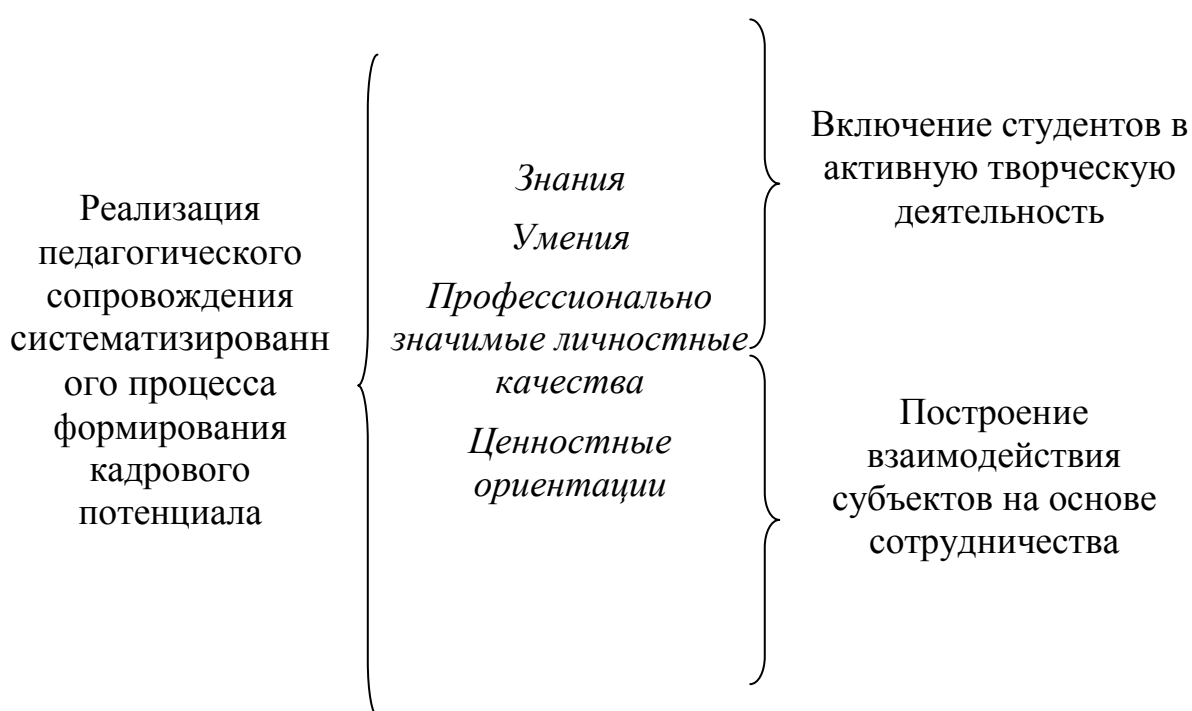 Реализация
педагогического
сопровождения
систематизированн
ого процесса
формирования
кадрового
потенциала
Знания
Умения
Профессионально
значимые личностные
качества
Ценностные
ориентации
Включение студентов в
активную творческую
деятельность
Построение
взаимодействия
субъектов на основе
сотрудничества